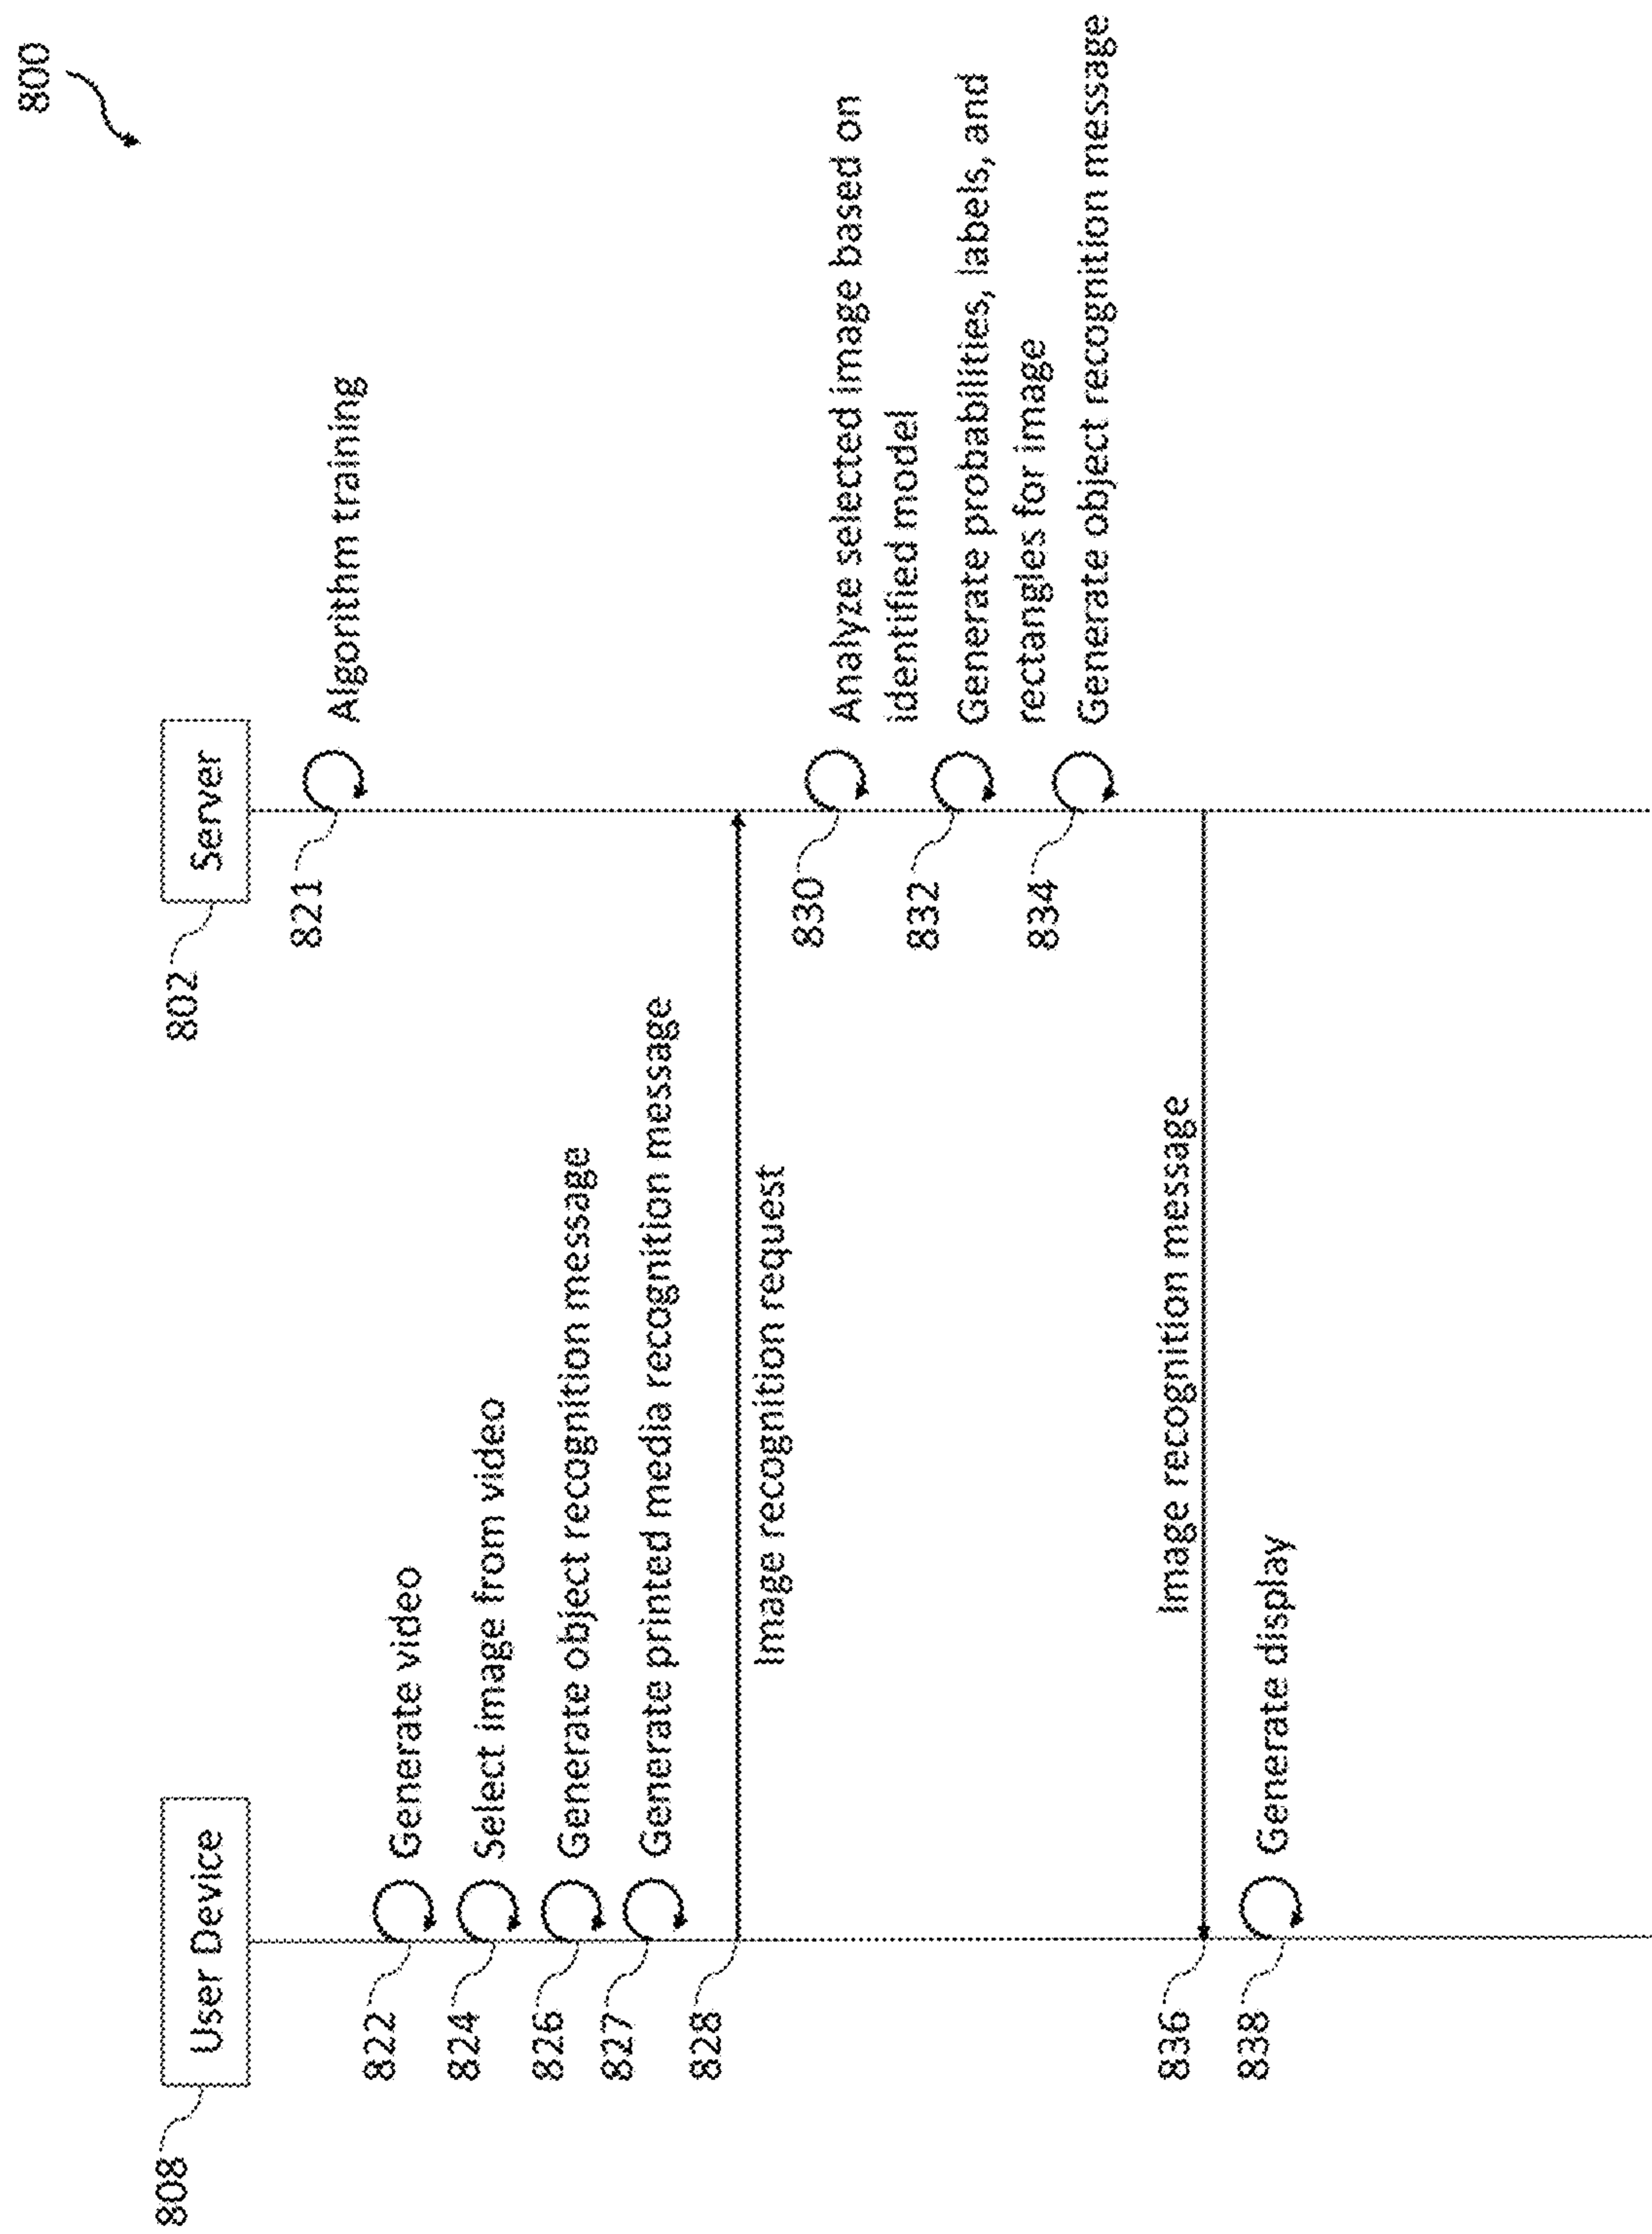 800
808
User Device
802
Server
821
Algorithm training
822
Generate video
824
Select image from video
826
Generate object recognition message
827
Generate printed media recognition message
828
Image recognition request
830
Analyze selected image based on
identified model
832
Generate probabilities, labels, and
rectangles for image
834
Generate object recognition message
836
Image recognition message
838
Generate display